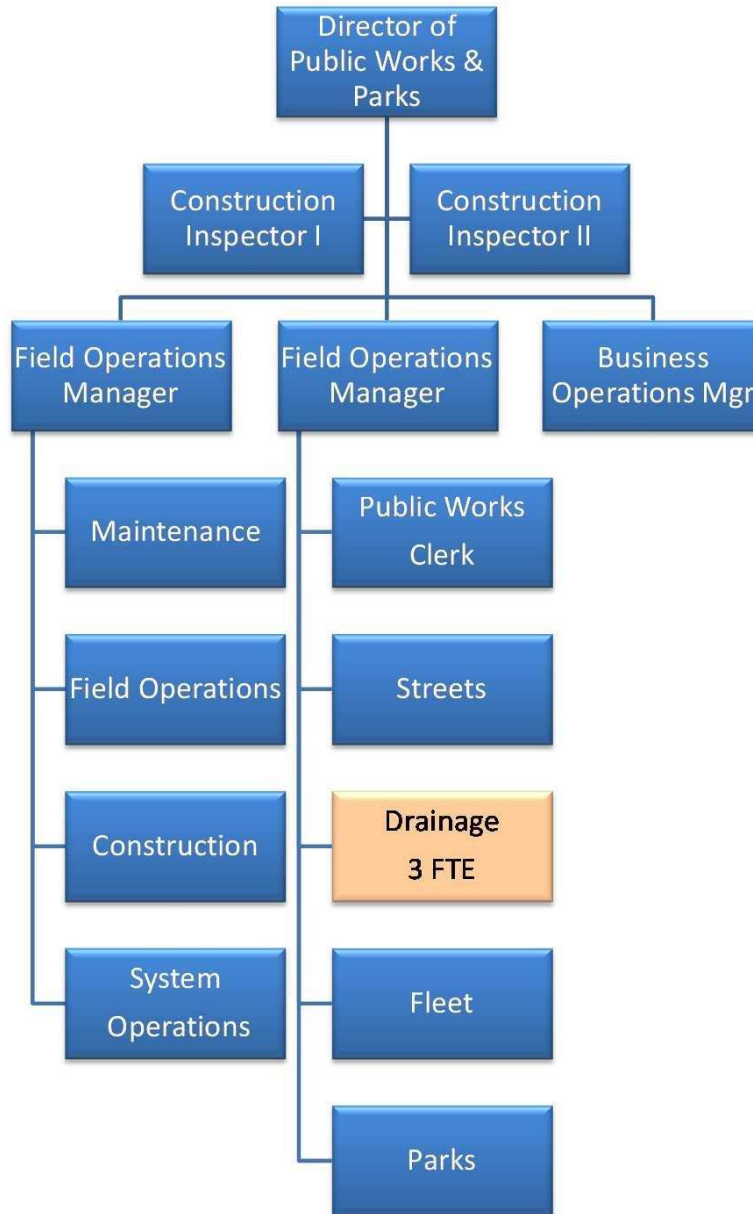 Director of
Public Works &
Parks
Construction
Inspector I
Construction
Inspector II
Field Operations
Manager
Field Operations
Manager
Business
Operations Mgr
Maintenance
Field Operations
Construction
System
Operations
Public Works
Clerk
Streets
Drainage
3 FTE
Fleet
Parks